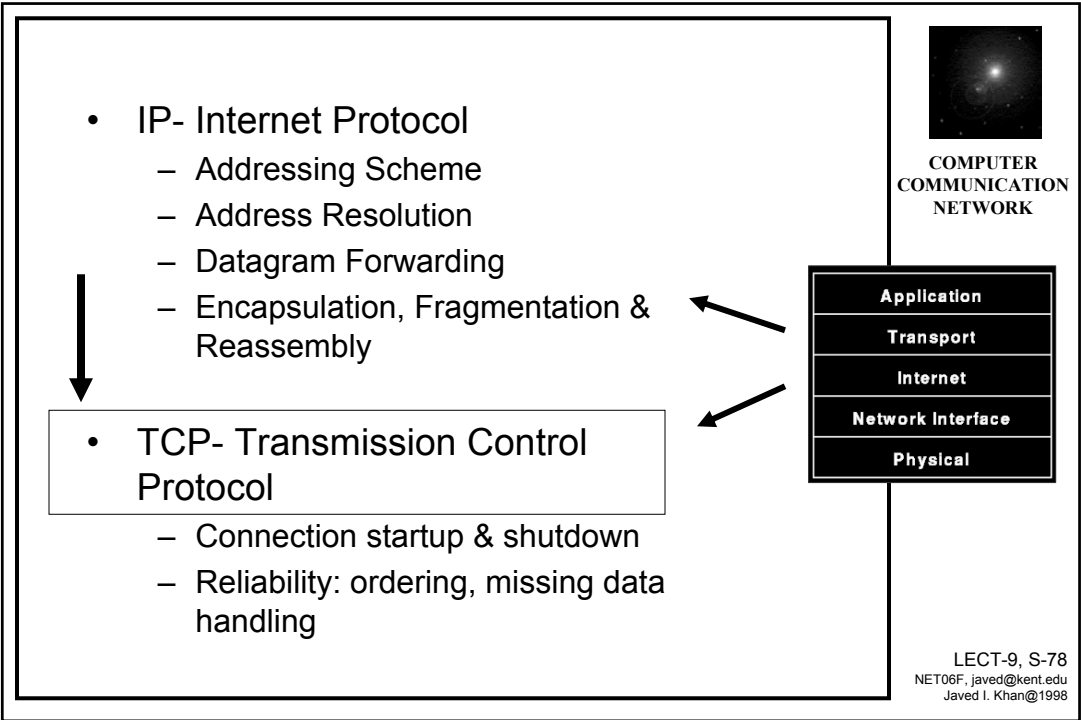 • IP- Internet Protocol
– Addressing Scheme
– Address Resolution
– Datagram Forwarding
– Encapsulation, Fragmentation &
Reassembly
• TCP- Transmission Control
Protocol
– Connection startup & shutdown
– Reliability: ordering, missing data
handling
COMPUTER
COMMUNICATION
NETWORK
Application
Transport
Internet
Network Interface
Physical
LECT-9, S-78
NET06F, javed@kent.edu
Javed I. Khan@1998